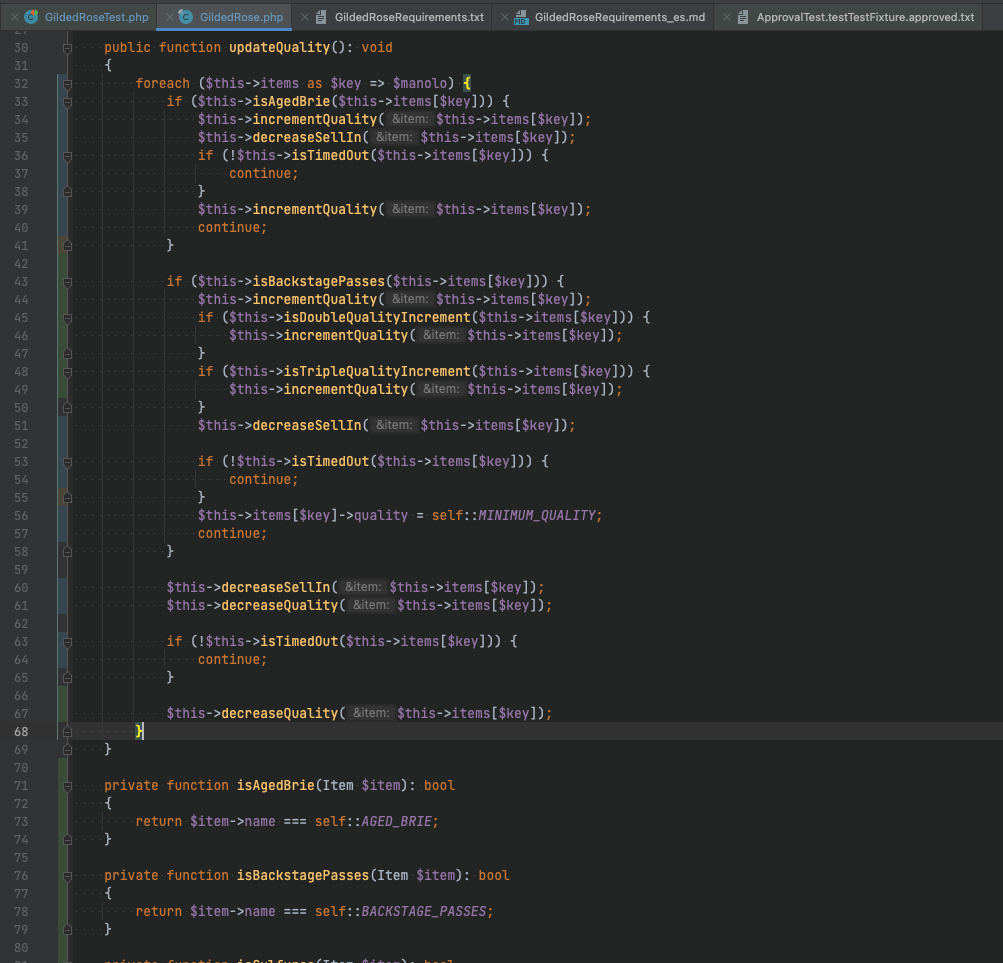 GildedRoseTest.php GildedRose.php GildedRoseRequirements.txt GildedRoseRequirements_es.md ApprovalTest.testTestFixture.approved.txt
30 public function updateQuality(): void
31 {
32 foreach ($this->items as $key => $manolo) {
33 if ($this->isAgedBrie($this->items[$key])) {
34 $this->incrementQuality( &item: $this->items[$key]);
35 $this->decreaseSellIn( &item: $this->items[$key]);
36 if (!$this->isTimedOut($this->items[$key])) {
37 continue;
38 }
39 $this->incrementQuality( &item: $this->items[$key]);
40 continue;
41 }
42
43 if ($this->isBackstagePasses($this->items[$key])) {
44 $this->incrementQuality( &item: $this->items[$key]);
45 if ($this->isDoubleQualityIncrement($this->items[$key])) {
46 $this->incrementQuality( &item: $this->items[$key]);
47 }
48 if ($this->isTripleQualityIncrement($this->items[$key])) {
49 $this->incrementQuality( &item: $this->items[$key]);
50 }
51 $this->decreaseSellIn( &item: $this->items[$key]);
52
53 if (!$this->isTimedOut($this->items[$key])) {
54 continue;
55 }
56 $this->items[$key]->quality = self::MINIMUM_QUALITY;
57 continue;
58 }
59
60 $this->decreaseSellIn( &item: $this->items[$key]);
61 $this->decreaseQuality( &item: $this->items[$key]);
62
63 if (!$this->isTimedOut($this->items[$key])) {
64 continue;
65 }
66
67 $this->decreaseQuality( &item: $this->items[$key]);
68 }
69 }
70
71 private function isAgedBrie(Item $item): bool
72 {
73 return $item->name === self::AGED_BRIE;
74 }
75
76 private function isBackstagePasses(Item $item): bool
77 {
78 return $item->name === self::BACKSTAGE_PASSES;
79 }
80